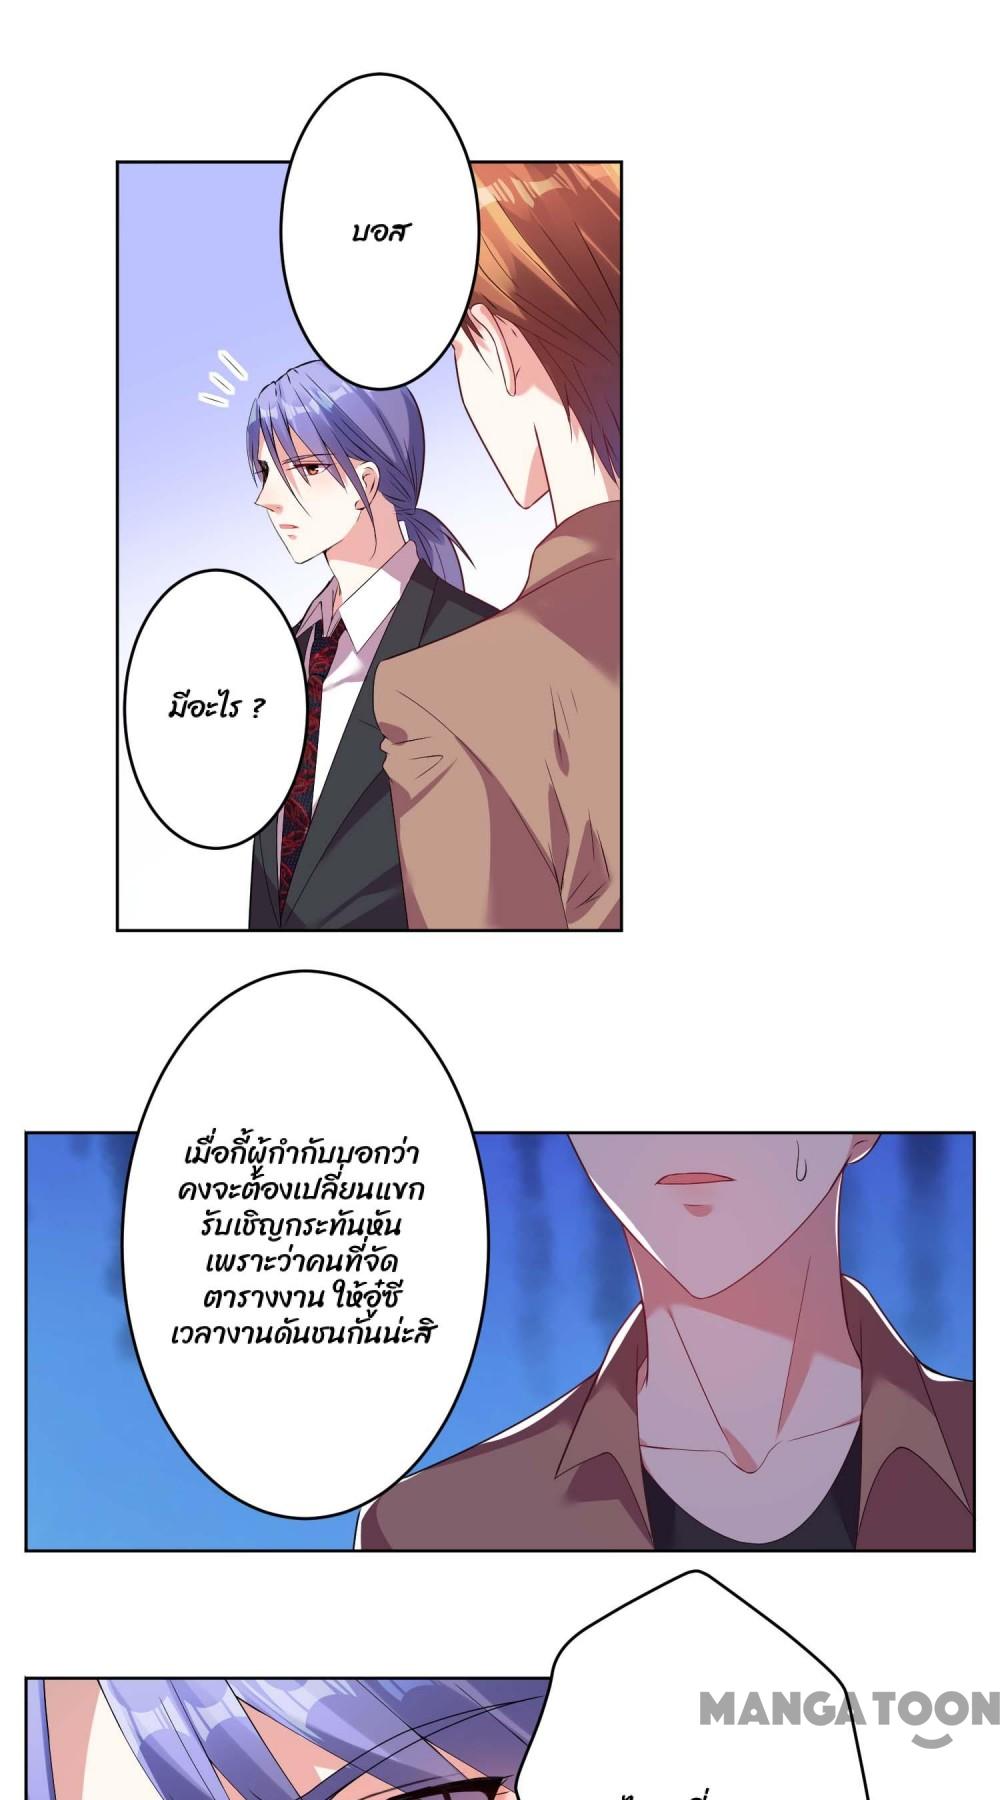 บอส
มีอะไร ?
เมื่อกี้ผู้กำกับบอกว่า
คงจะต้องเปลี่ยนแขก
รับเชิญกระทันหัน
เพราะว่าคนที่จัด
ตารางงาน ให้อู๋ซี
เวลางานดันชนกันน่ะสิ
MANGATOON